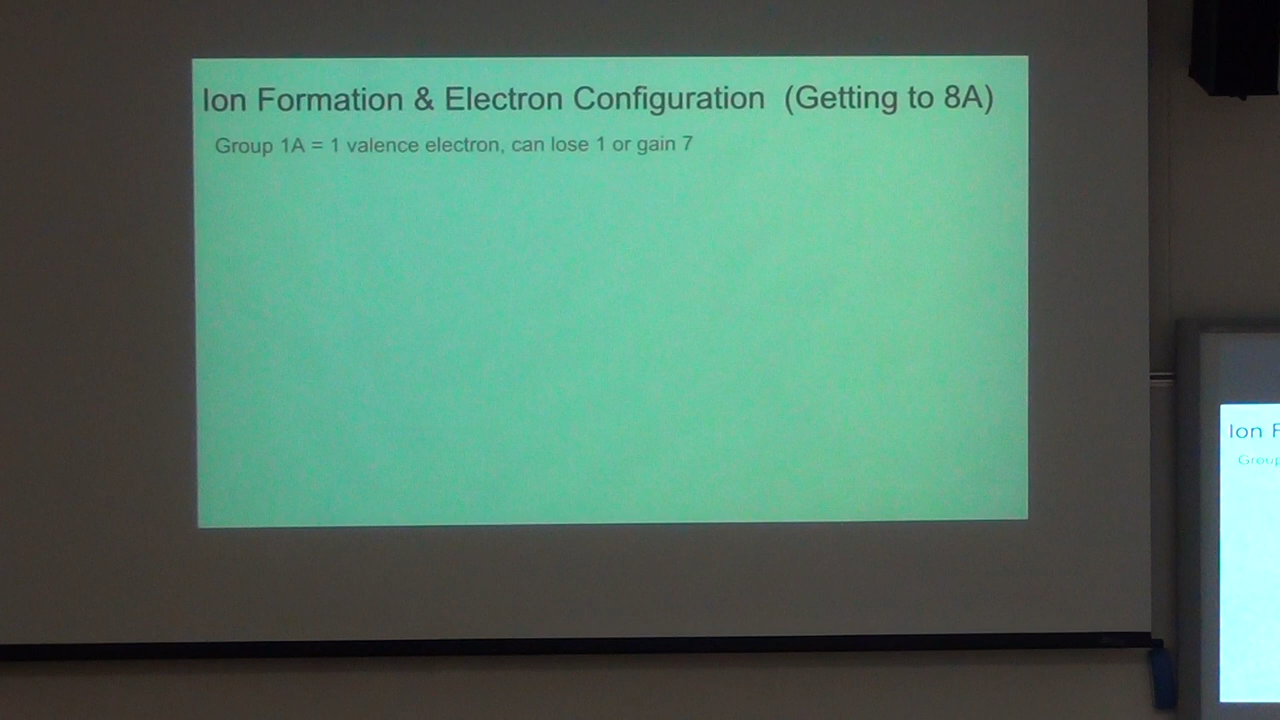 Ion Formation & Electron Configuration (Getting to 8A)
Group 1A = 1 valence electron, can lose 1 or gain 7
Ion F
Group